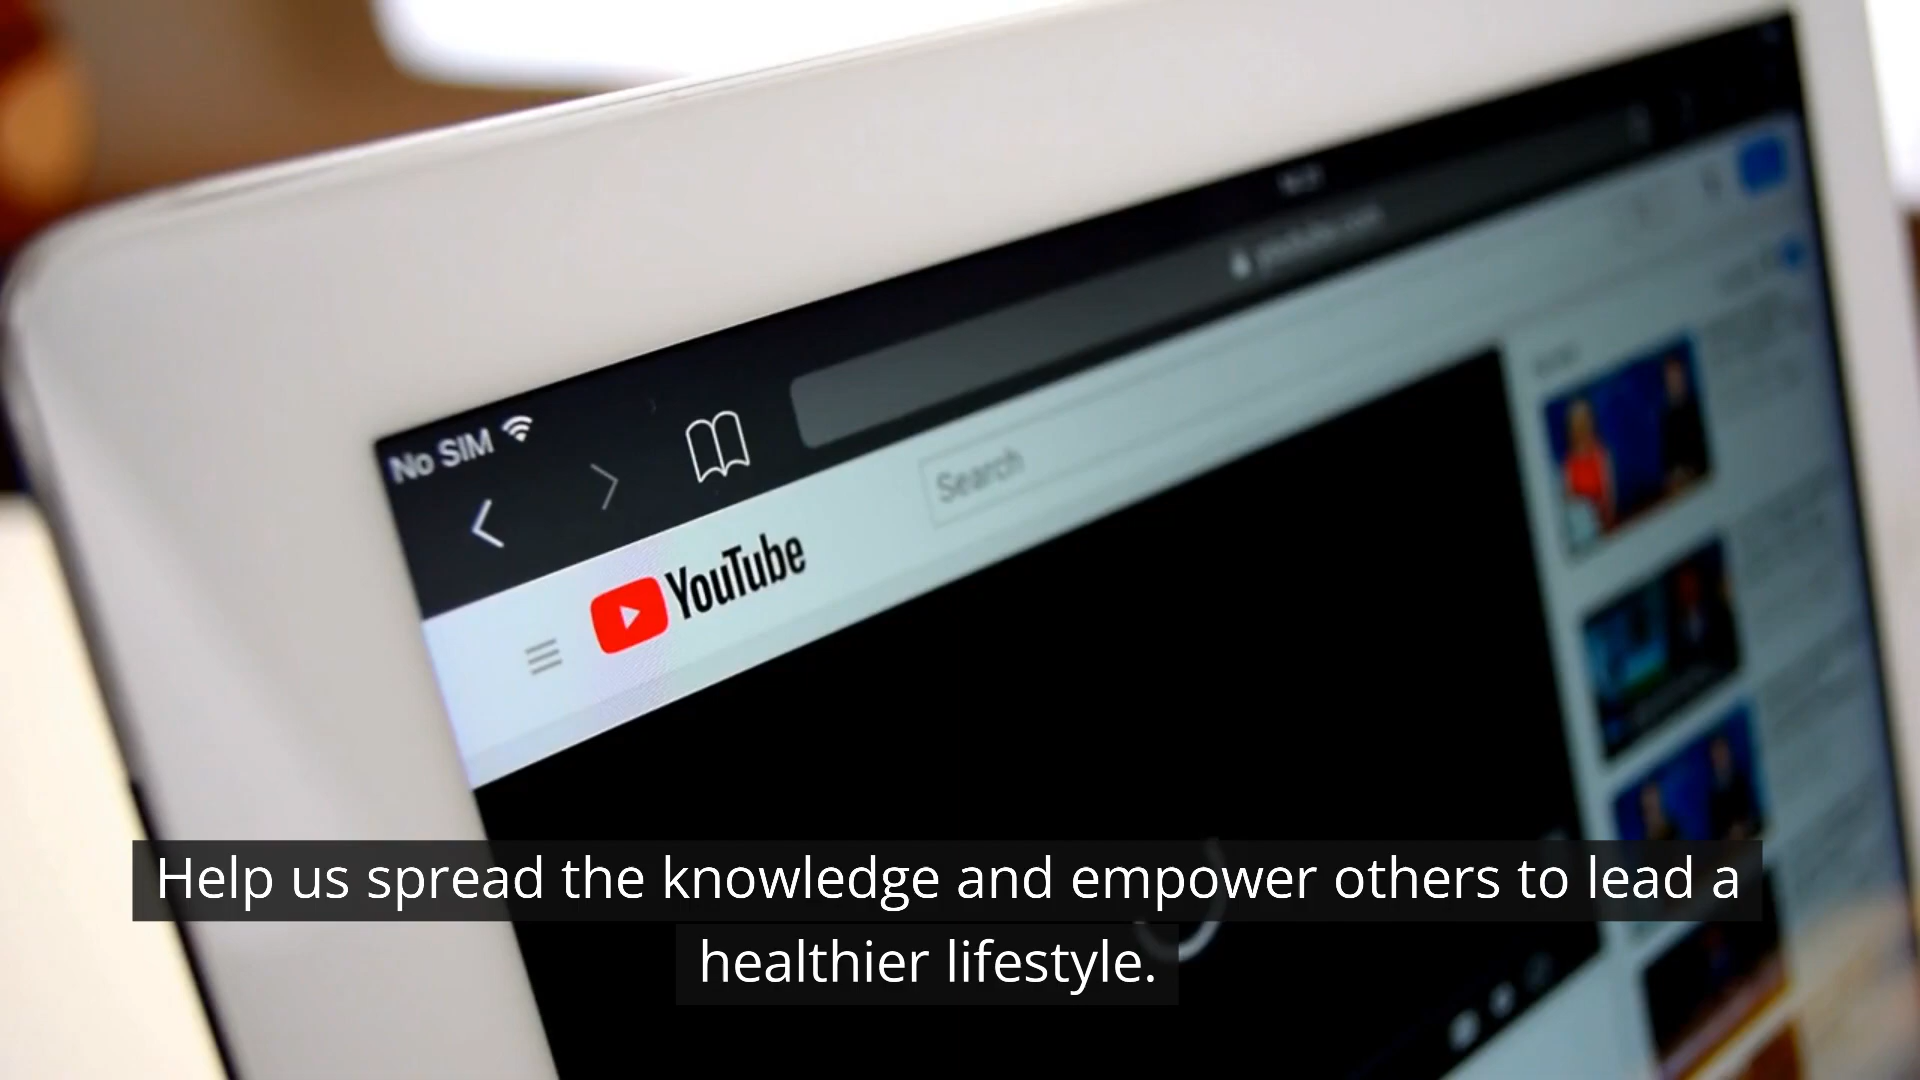 No SIM
Search
YouTube
Help us spread the knowledge and empower others to lead a
healthier lifestyle.